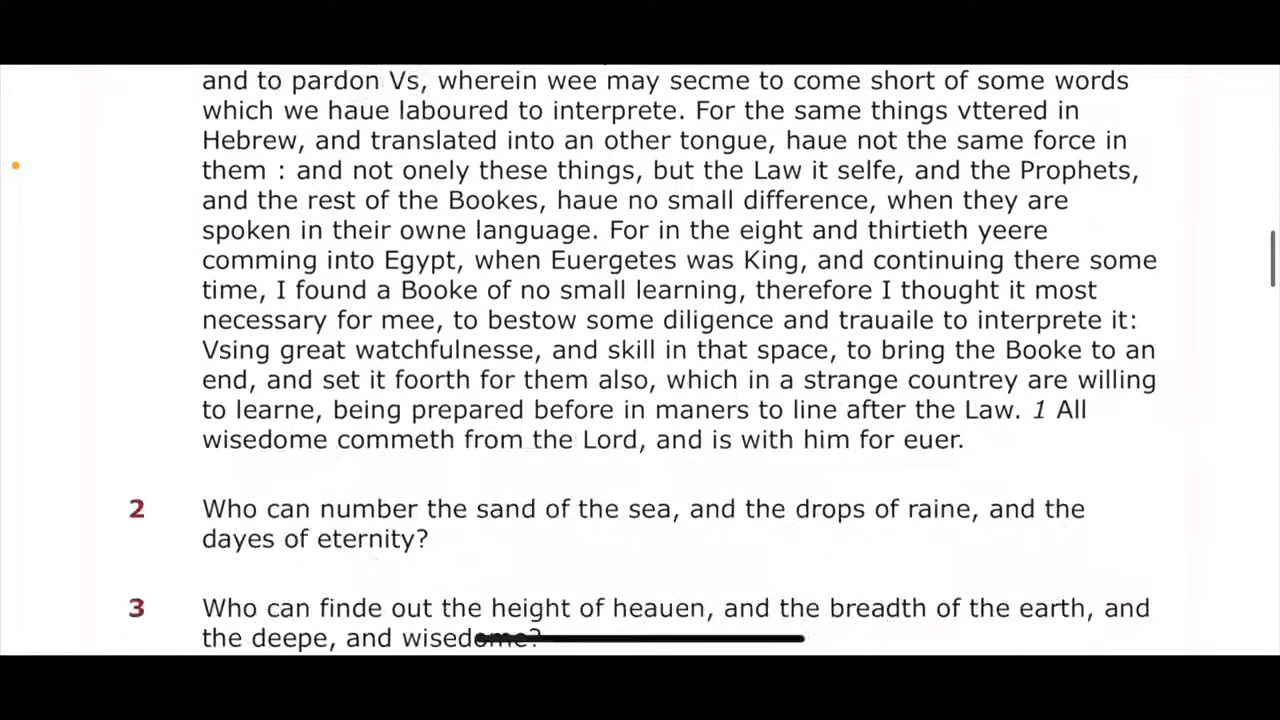 and to pardon Vs, wherein wee may secme to come short of some words
which we haue laboured to interprete. For the same things vttered in
Hebrew, and translated into an other tongue, haue not the same force in
them : and not onely these things, but the Law it selfe, and the Prophets,
and the rest of the Bookes, haue no small difference, when they are
spoken in their owne language. For in the eight and thirtieth yeere
comming into Egypt, when Euergetes was King, and continuing there some
time, I found a Booke of no small learning, therefore I thought it most
necessary for mee, to bestow some diligence and trauaile to interprete it:
Vsing great watchfulnesse, and skill in that space, to bring the Booke to an
end, and set it foorth for them also, which in a strange countrey are willing
to learne, being prepared before in maners to line after the Law. 1 All
wisedome commeth from the Lord, and is with him for euer.
2 Who can number the sand of the sea, and the drops of raine, and the
dayes of eternity?
3 Who can finde out the height of heauen, and the breadth of the earth, and
the deepe, and wisedome?